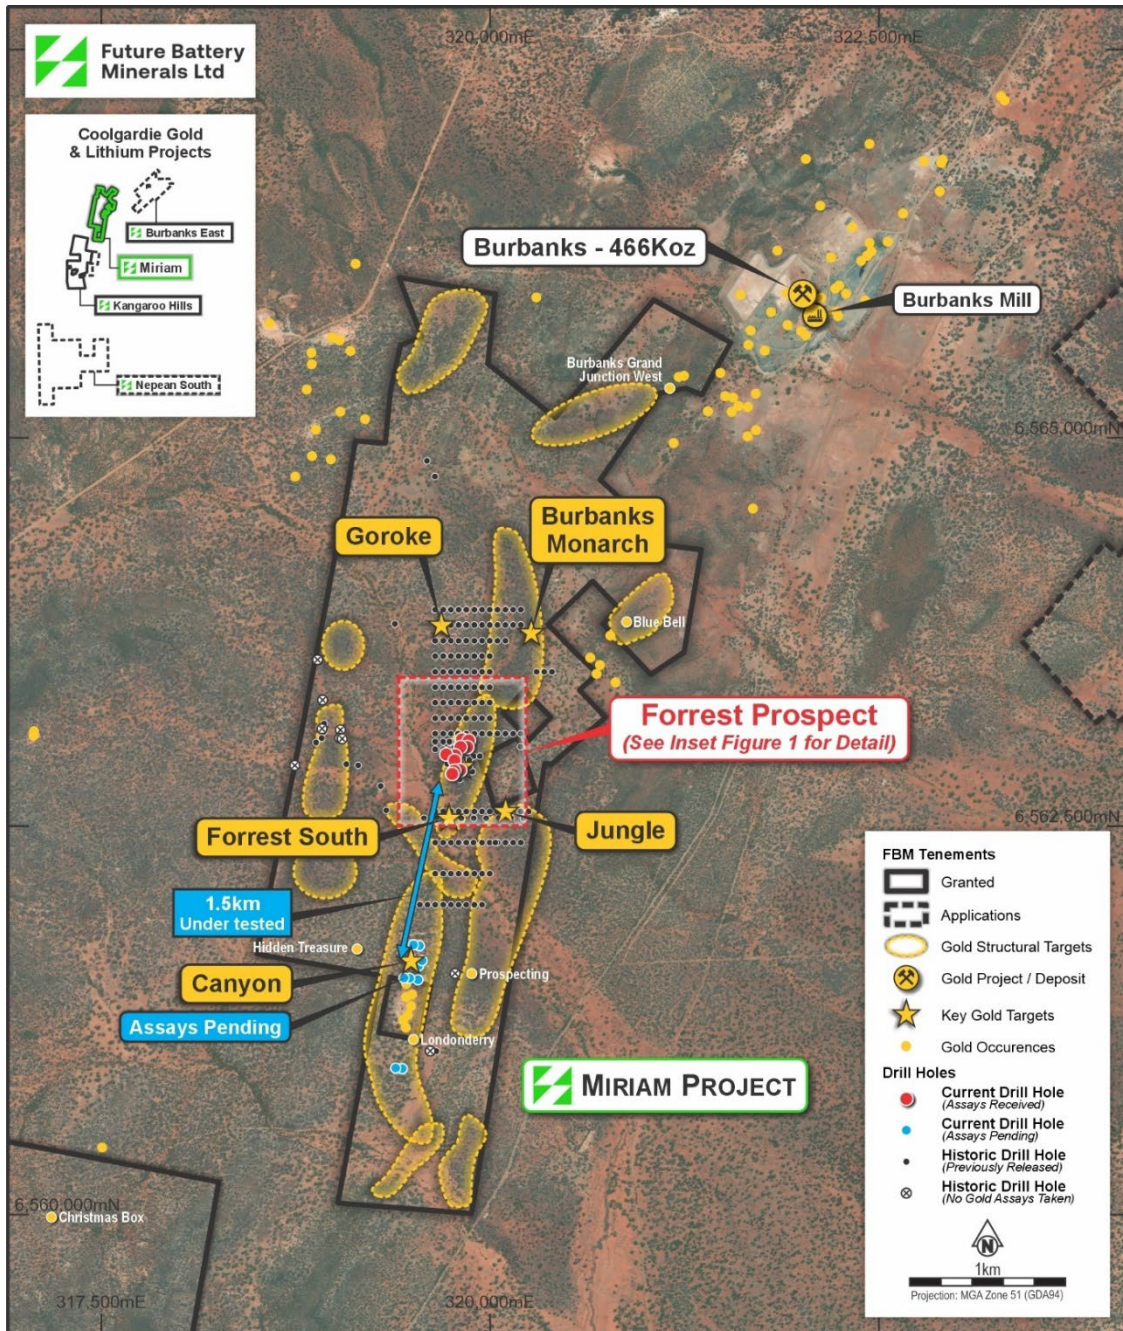 320,000mE
322,500mE
Future Battery
Minerals Ltd
Coolgardie Gold
& Lithium Projects
Burbanks East
Miriam
Kangaroo Hills
Nepean South
Burbanks - 466Koz
Burbanks Mill
Burbanks Grand
Junction West
6,565,000mN
Goroke
Burbanks
Monarch
Blue Bell
Forrest Prospect
(See Inset Figure 1 for Detail)
Forrest South
Jungle
6,562,500mN
1.5km
Under tested
Hidden Treasure
Canyon
Prospecting
Assays Pending
Londonderry
MIRIAM PROJECT
6,560,000mN
Christmas Box
317,500mE
320,000mE
FBM Tenements
Granted
Applications
Gold Structural Targets
Gold Project / Deposit
Key Gold Targets
Gold Occurences
Drill Holes
Current Drill Hole
(Assays Received)
Current Drill Hole
(Assays Pending)
Historic Drill Hole
(Previously Released)
Historic Drill Hole
(No Gold Assays Taken)
N
1km
Projection: MGA Zone 51 (GDA94)